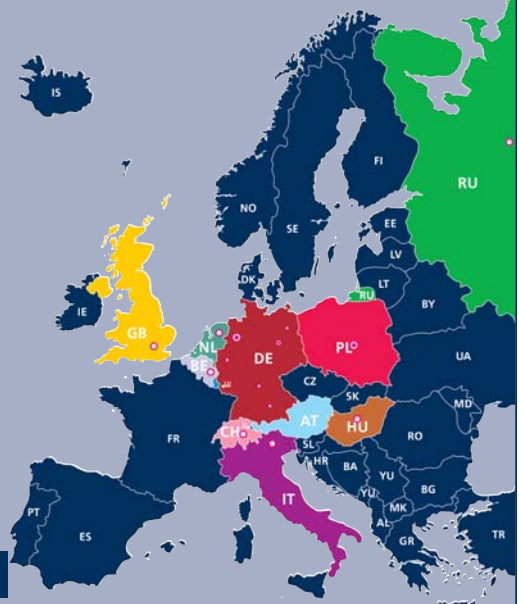 IS
FI
RU
NO
SE
EE
LV
DK
LT
RU
IE
GB
BY
NL
DE
PL
BE
UA
CZ
SK
MD
AT
CH
HU
FR
SL
RO
HR
BA
YU
IT
YU
BG
MK
PT
AL
ES
GR
TR